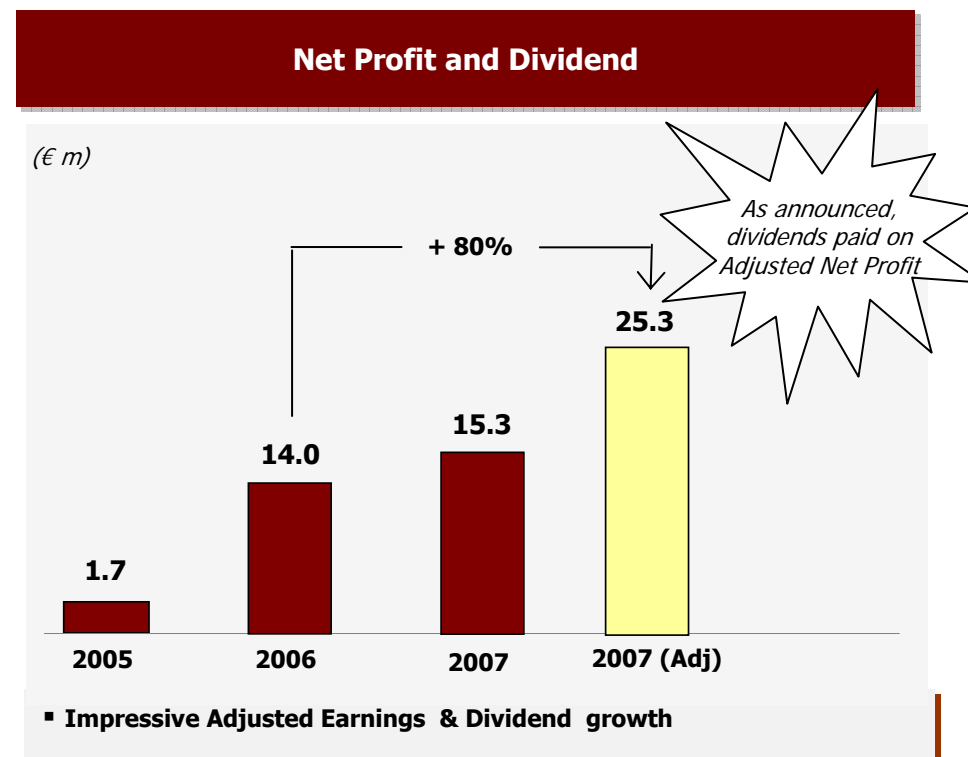 Net Profit and Dividend
(€ m)
As announced,
dividends paid on
Adjusted Net Profit
+ 80%
25.3
15.3
14.0
1.7
2005
2006
2007
2007 (Adj)
▪ Impressive Adjusted Earnings & Dividend growth